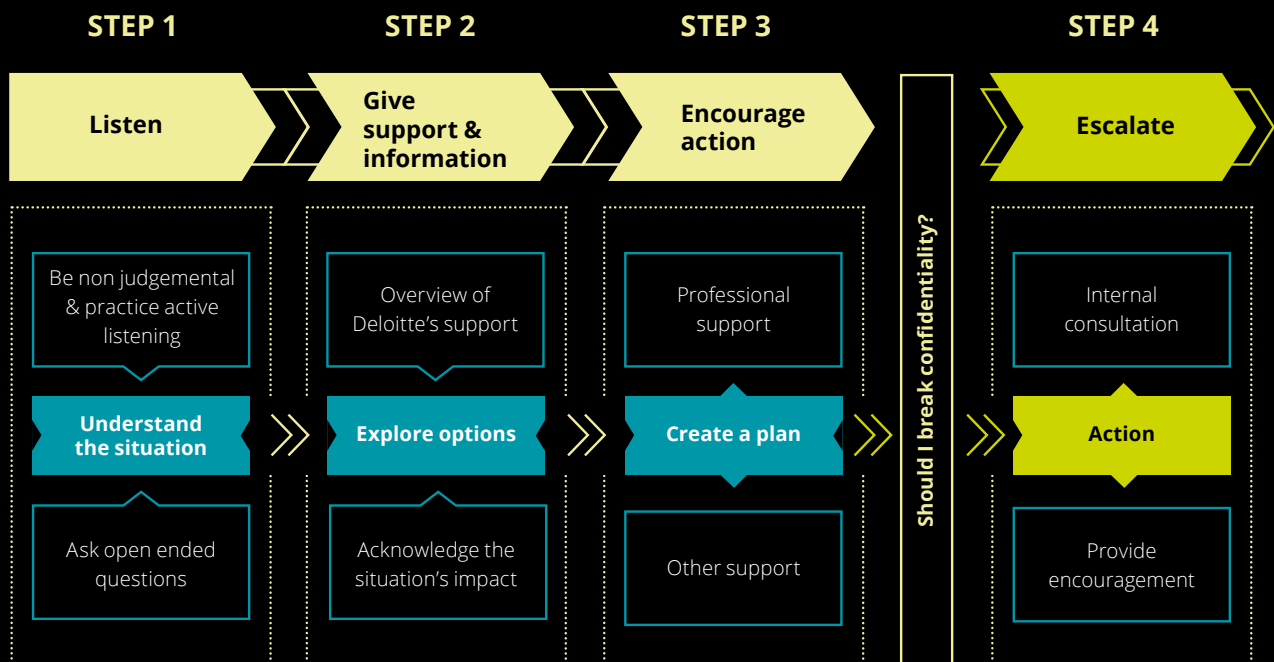 STEP 1
STEP 2
STEP 3
STEP 4
Listen
Give
support &
information
Encourage
action
Escalate
Be non judgemental
& practice active
listening
Overview of
Deloitte’s support
Professional
support
Internal
consultation
Understand
the situation
Explore options
Create a plan
Should I break confidentiality?
Action
Ask open ended
questions
Acknowledge the
situation’s impact
Other support
Provide
encouragement